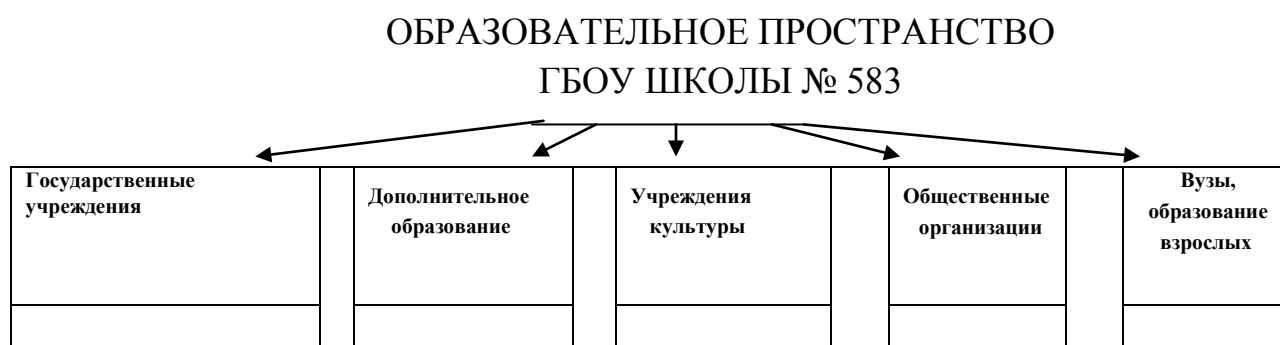 ОБРАЗОВАТЕЛЬНОЕ ПРОСТРАНСТВО
ГБОУ ШКОЛЫ № 583
Государственные
учреждения
Дополнительное
образование
Учреждения
культуры
Общественные
организации
Вузы,
образование
взрослых